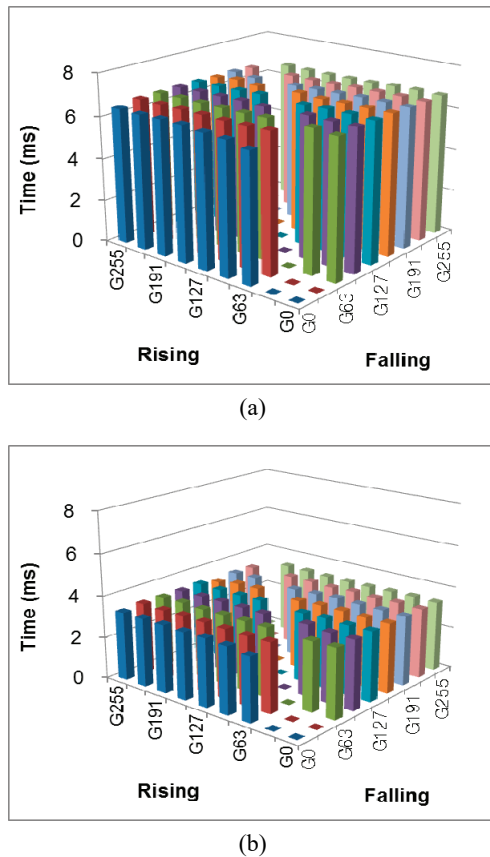 8
6
4
2
0
Time (ms)
G255
G191
G127
G63
G0
G0
G63
G127
G191
G255
Rising
Falling
(a)
8
6
4
2
0
Time (ms)
G255
G191
G127
G63
G0
G0
G63
G127
G191
G255
Rising
Falling
(b)